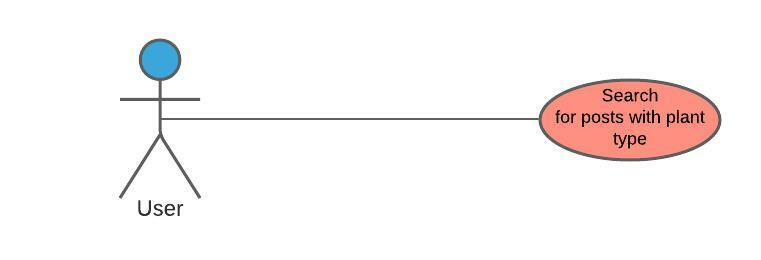 Search
for posts with plant
type
User